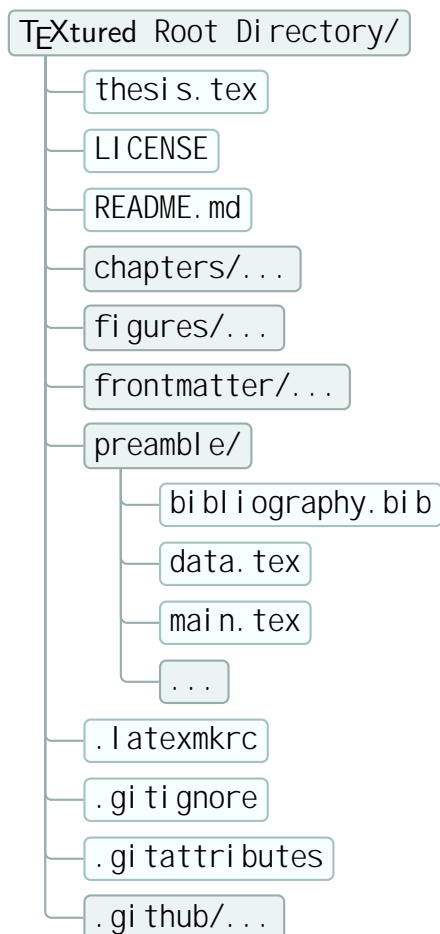 TEXtured Root Directory/
thesis.tex
LICENSE
README.md
chapters/...
figures/...
frontmatter/...
preamble/
bibliography.bib
data.tex
main.tex
...
.latexmkrc
.gitignore
.gitattributes
.github/...